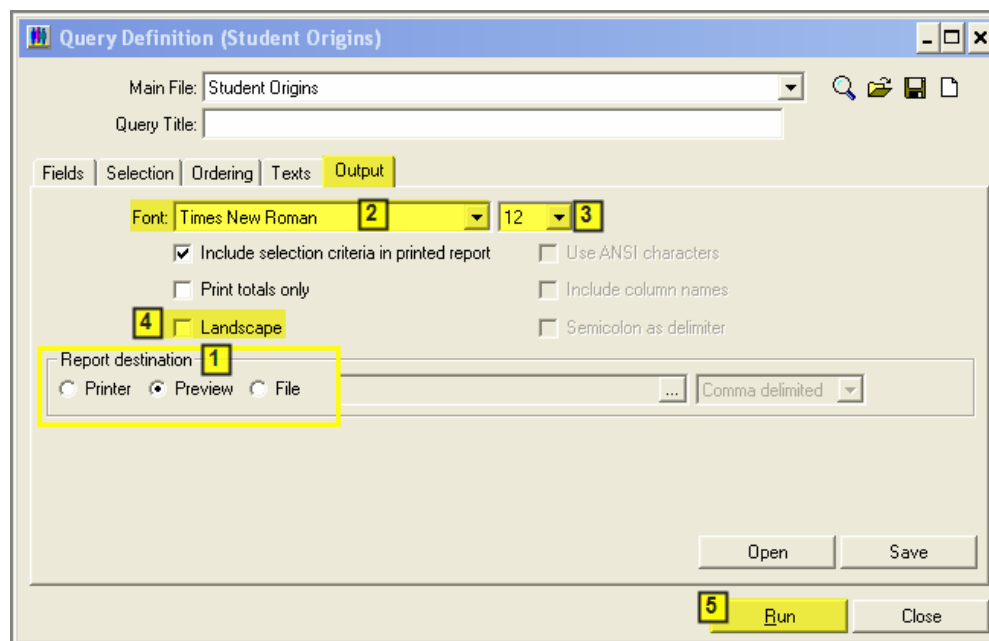 Query Definition (Student Origins)
Main File: Student Origins
Query Title:
Fields Selection Ordering Texts Output
Font: Times New Roman 2 12 3
Include selection criteria in printed report Use ANSI characters
Print totals only Include column names
4 Landscape Semicolon as delimiter
Report destination 1
Printer Preview File ... Comma delimited
Open Save
5 Run Close